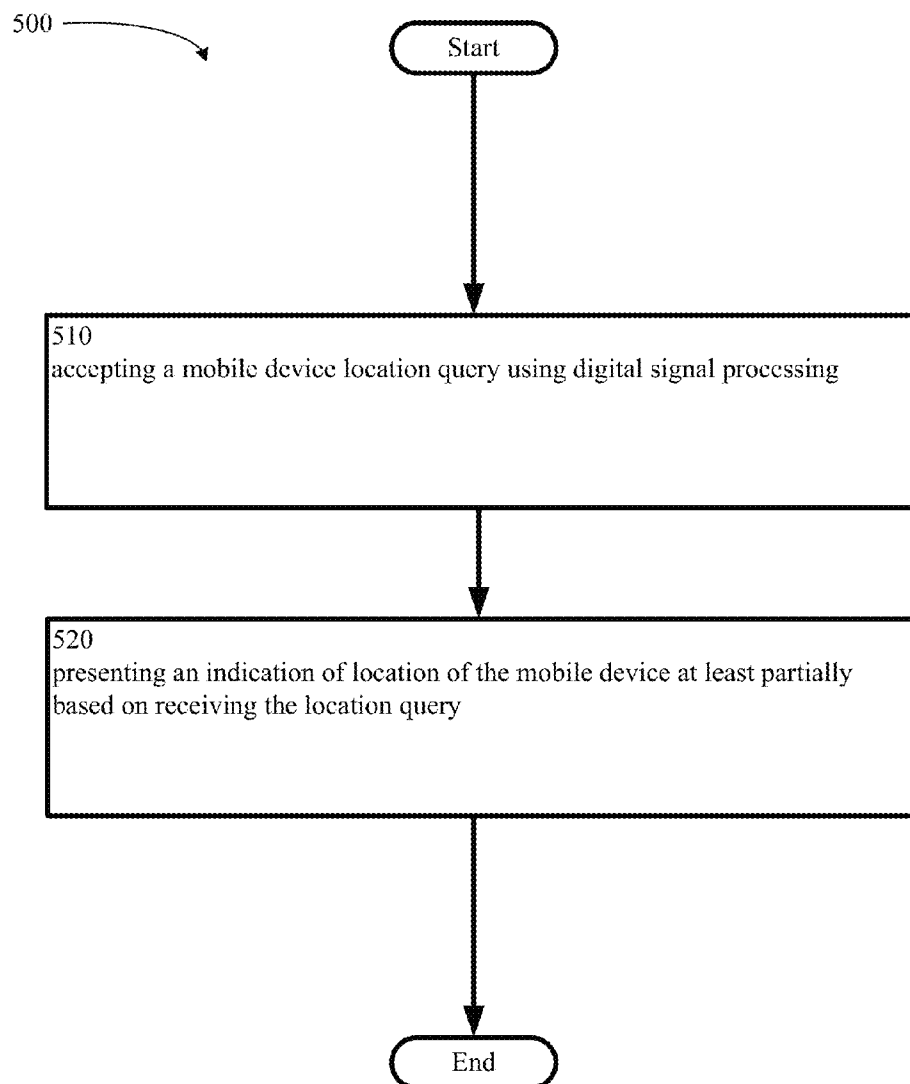 500
Start
510
accepting a mobile device location query using digital signal processing
520
presenting an indication of location of the mobile device at least partially
based on receiving the location query
End